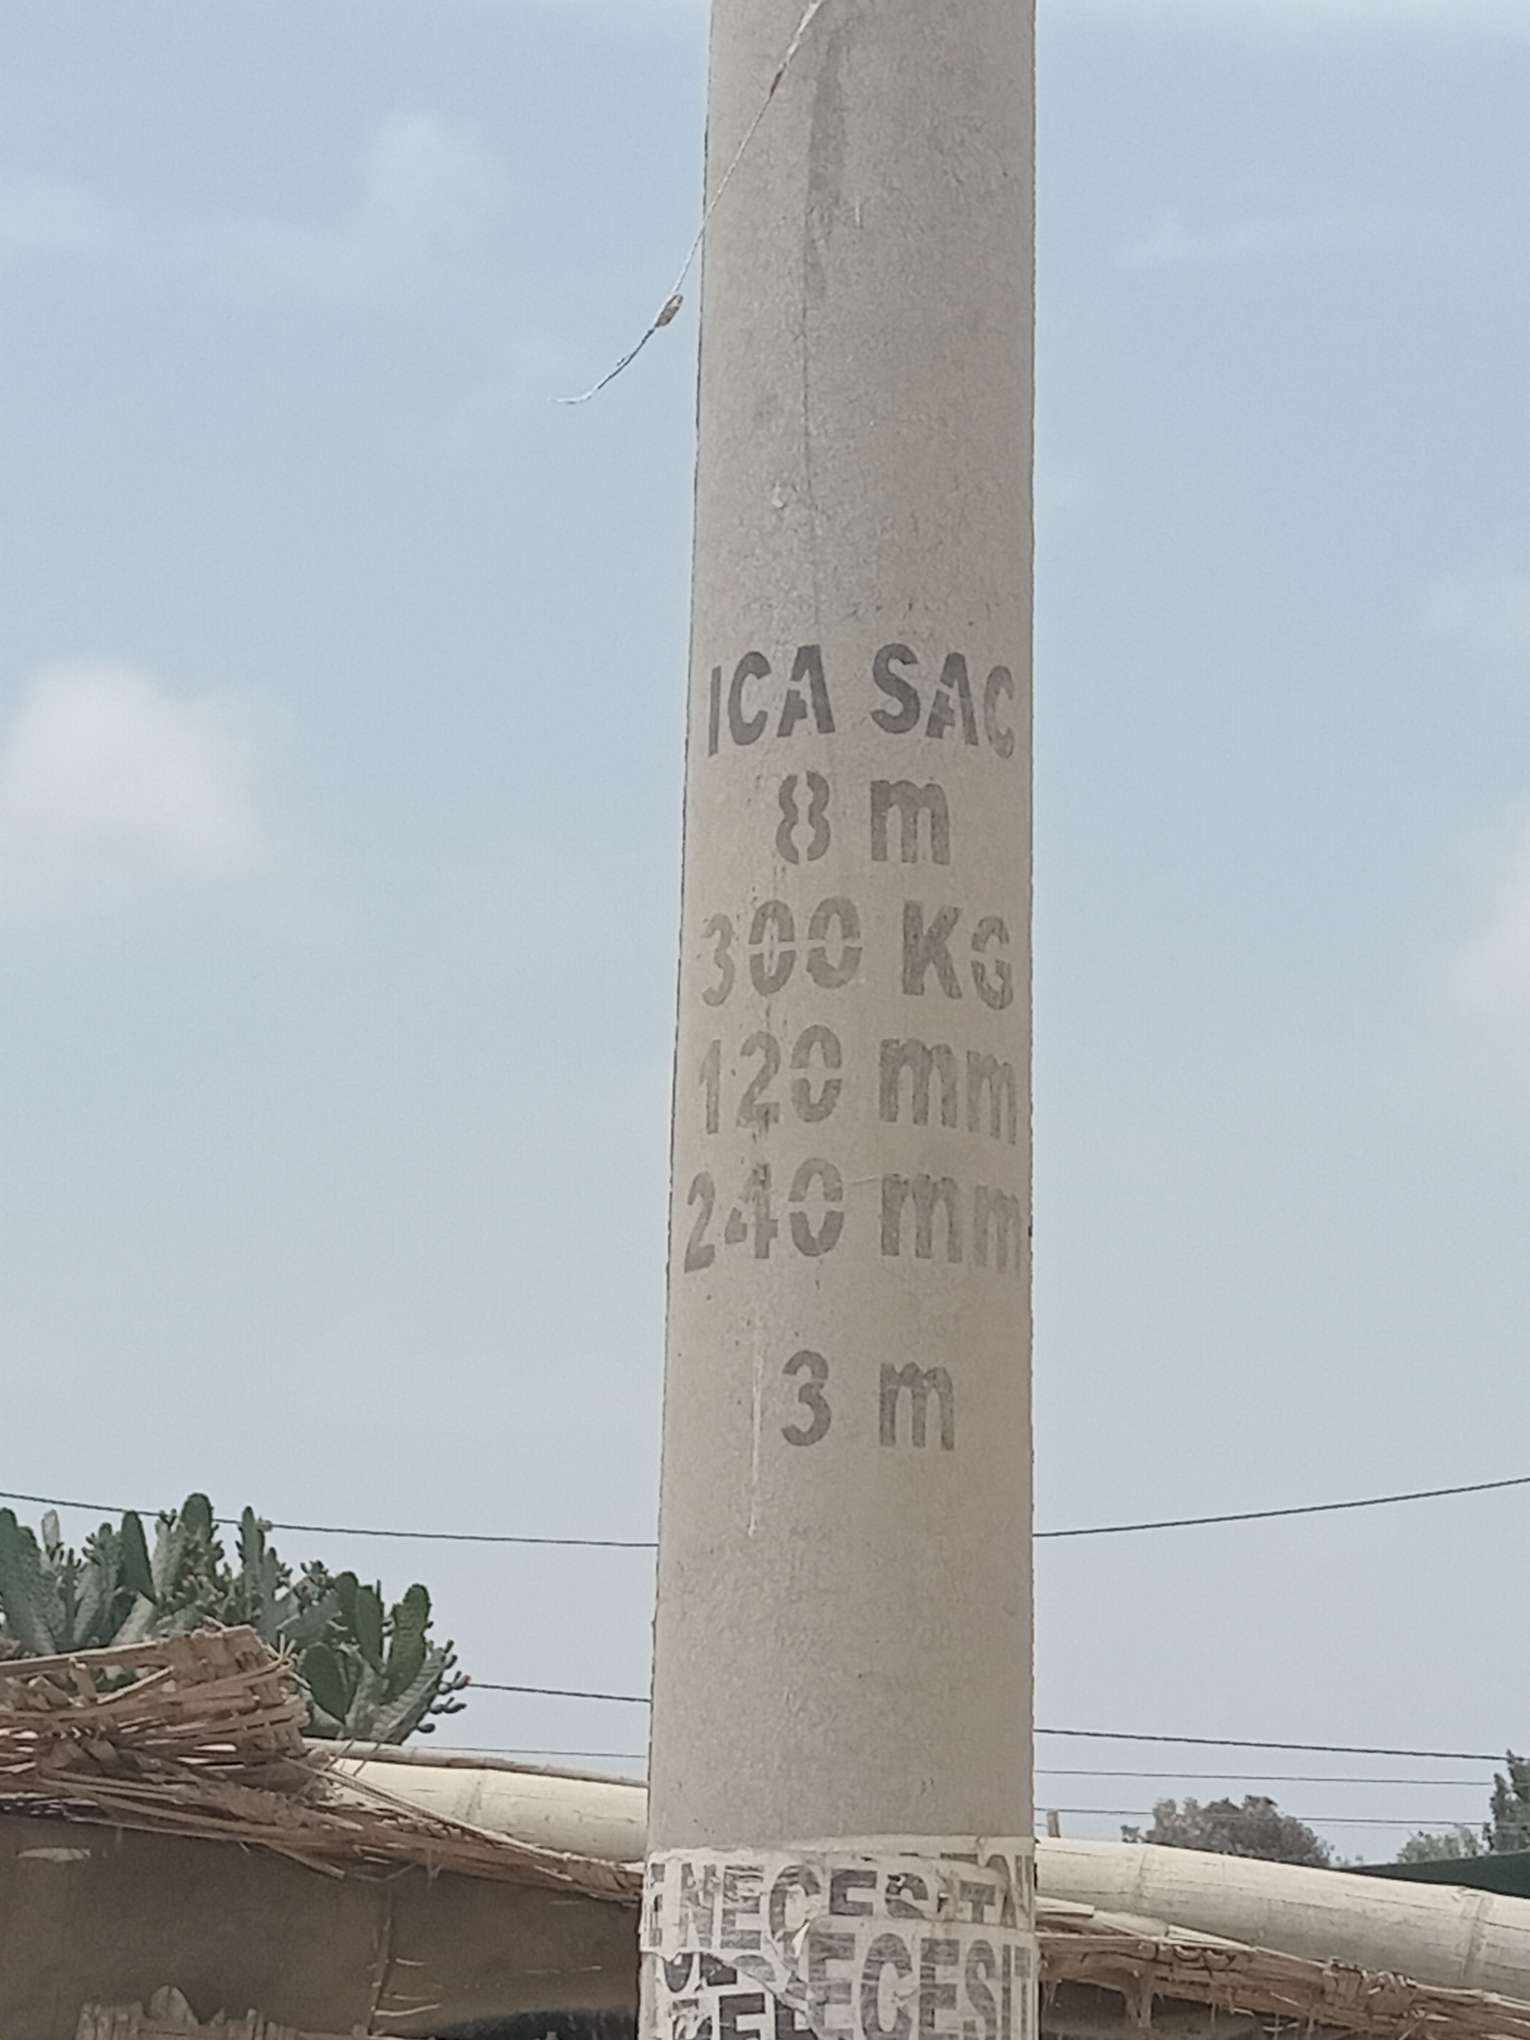 ICA SAC
8 m
300 KG
120 mm
240 mm
3 m
NECESITA
NECESIT